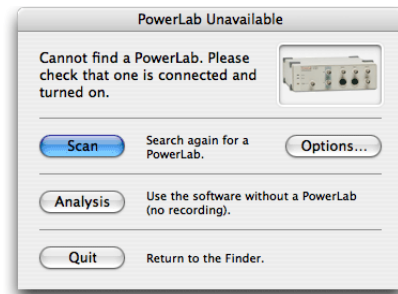 PowerLab Unavailable
Cannot find a PowerLab. Please
check that one is connected and
turned on.
Scan
Search again for a
PowerLab.
Options...
Analysis
Use the software without a PowerLab
(no recording).
Quit
Return to the Finder.